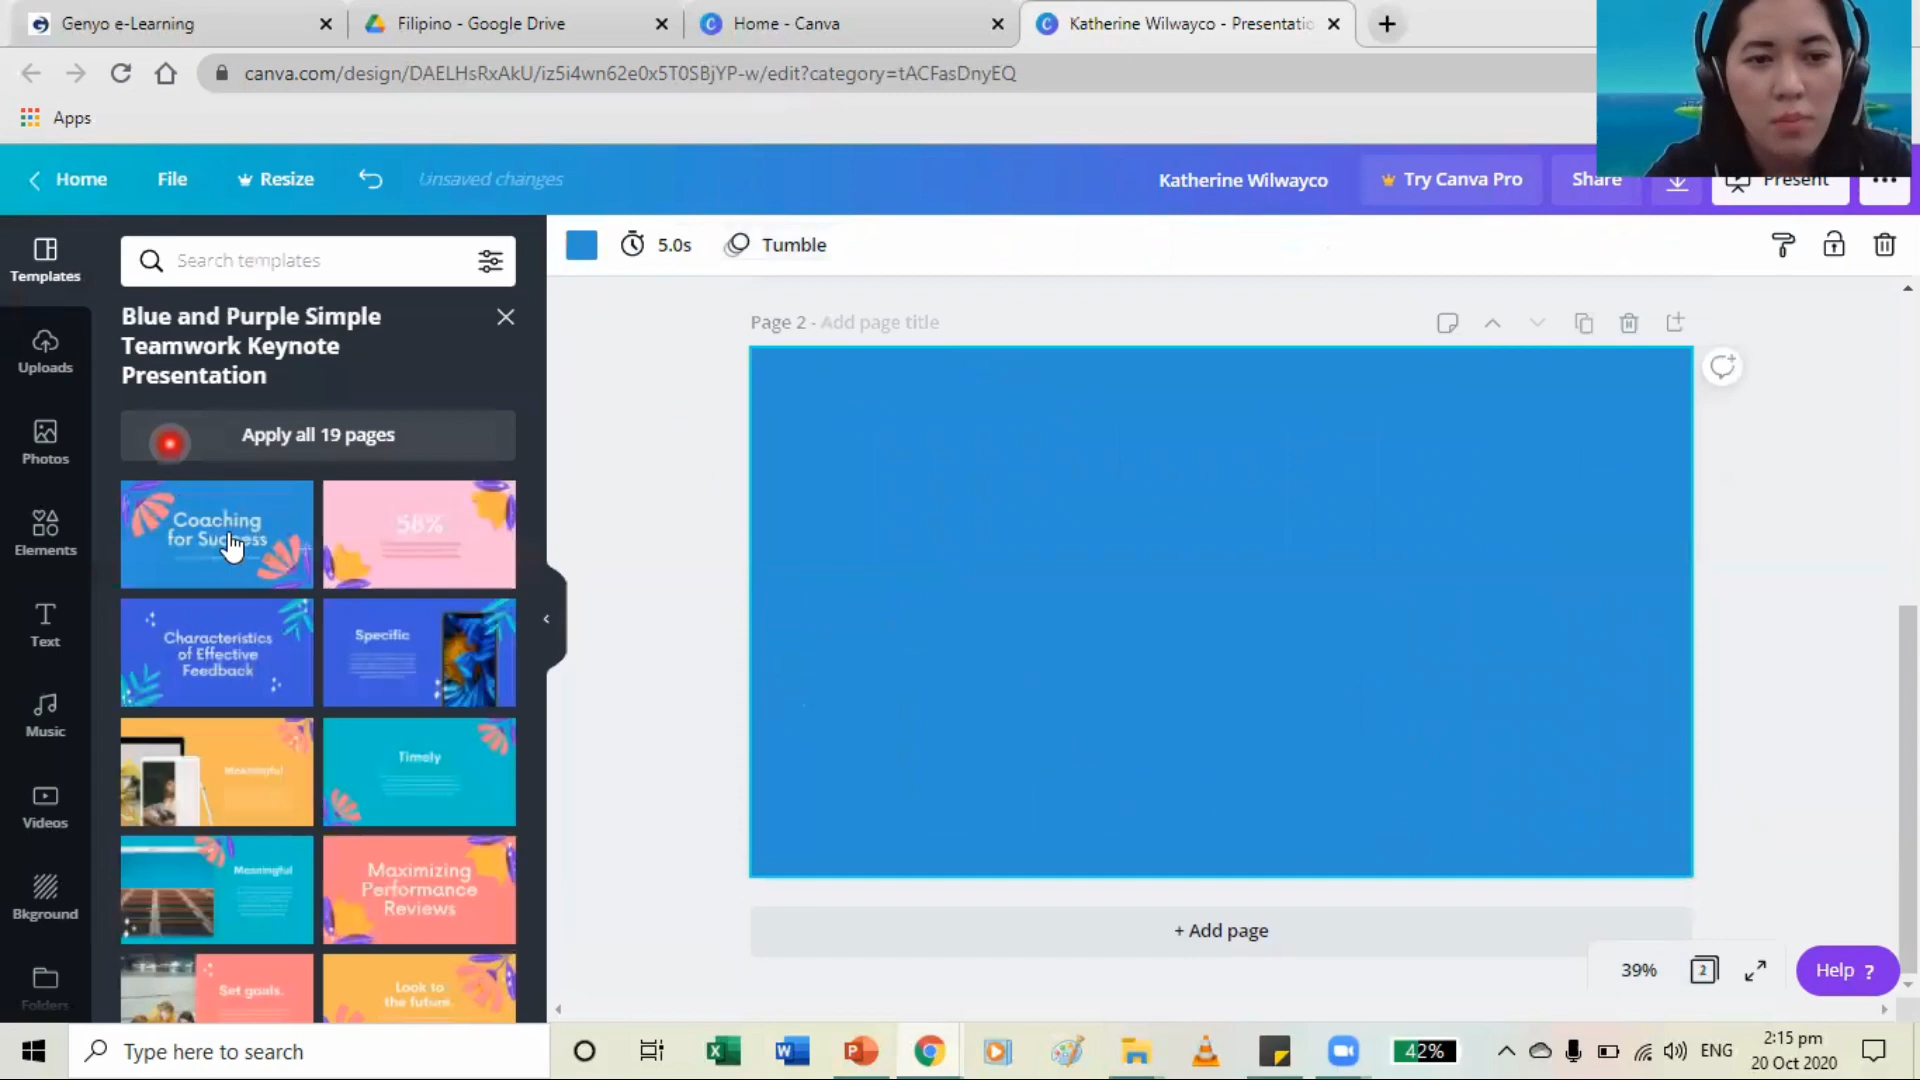 Genyo e-Learning
Filipino - Google Drive
Home - Canva
Katherine Wilwayco - Presentatio
canva.com/design/DAELHsRxAkU/iz5i4wn62e0x5T0SBjYP-w/edit?category=tACFasDnyEQ
Apps
Home
File
Resize
Unsaved changes
Katherine Wilwayco
Try Canva Pro
Share
Present
Templates
Search templates
5.0s
Tumble
Blue and Purple Simple
Teamwork Keynote
Presentation
Page 2 - Add page title
Uploads
Apply all 19 pages
Photos
Coaching
for Success
58%
Elements
Characteristics
of Effective
Feedback
Specific
Text
Music
Meaningful
Timely
Videos
Meaningful
Maximizing
Performance
Reviews
Bkground
+ Add page
Set goals.
Look to
the future.
Folders
39%
2
Help ?
Type here to search
42%
ENG
2:15 pm
20 Oct 2020